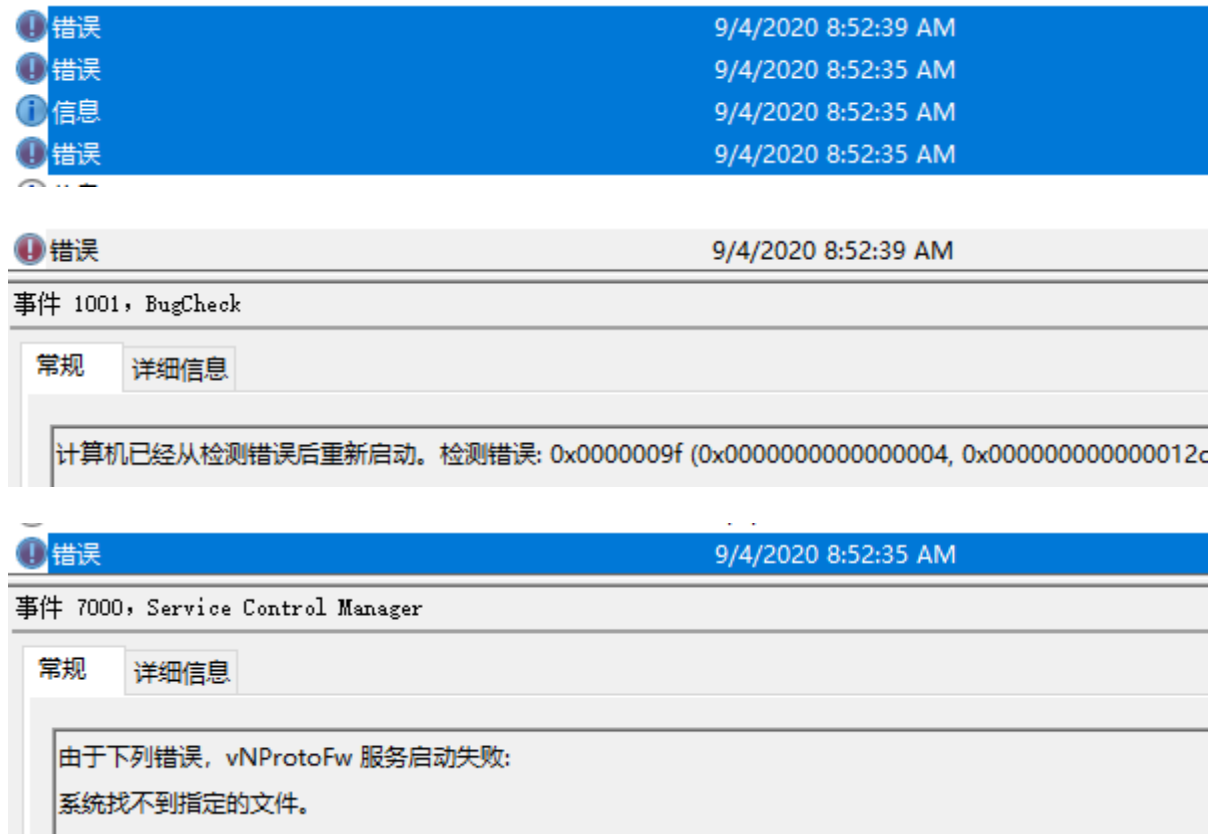 错误 9/4/2020 8:52:39 AM
错误 9/4/2020 8:52:35 AM
信息 9/4/2020 8:52:35 AM
错误 9/4/2020 8:52:35 AM
错误 9/4/2020 8:52:39 AM
事件 1001，BugCheck
常规 详细信息
计算机已经从检测错误后重新启动。检测错误: 0x0000009f (0x0000000000000004, 0x000000000000012c
错误 9/4/2020 8:52:35 AM
事件 7000，Service Control Manager
常规 详细信息
由于下列错误，vNProtoFw 服务启动失败:
系统找不到指定的文件。